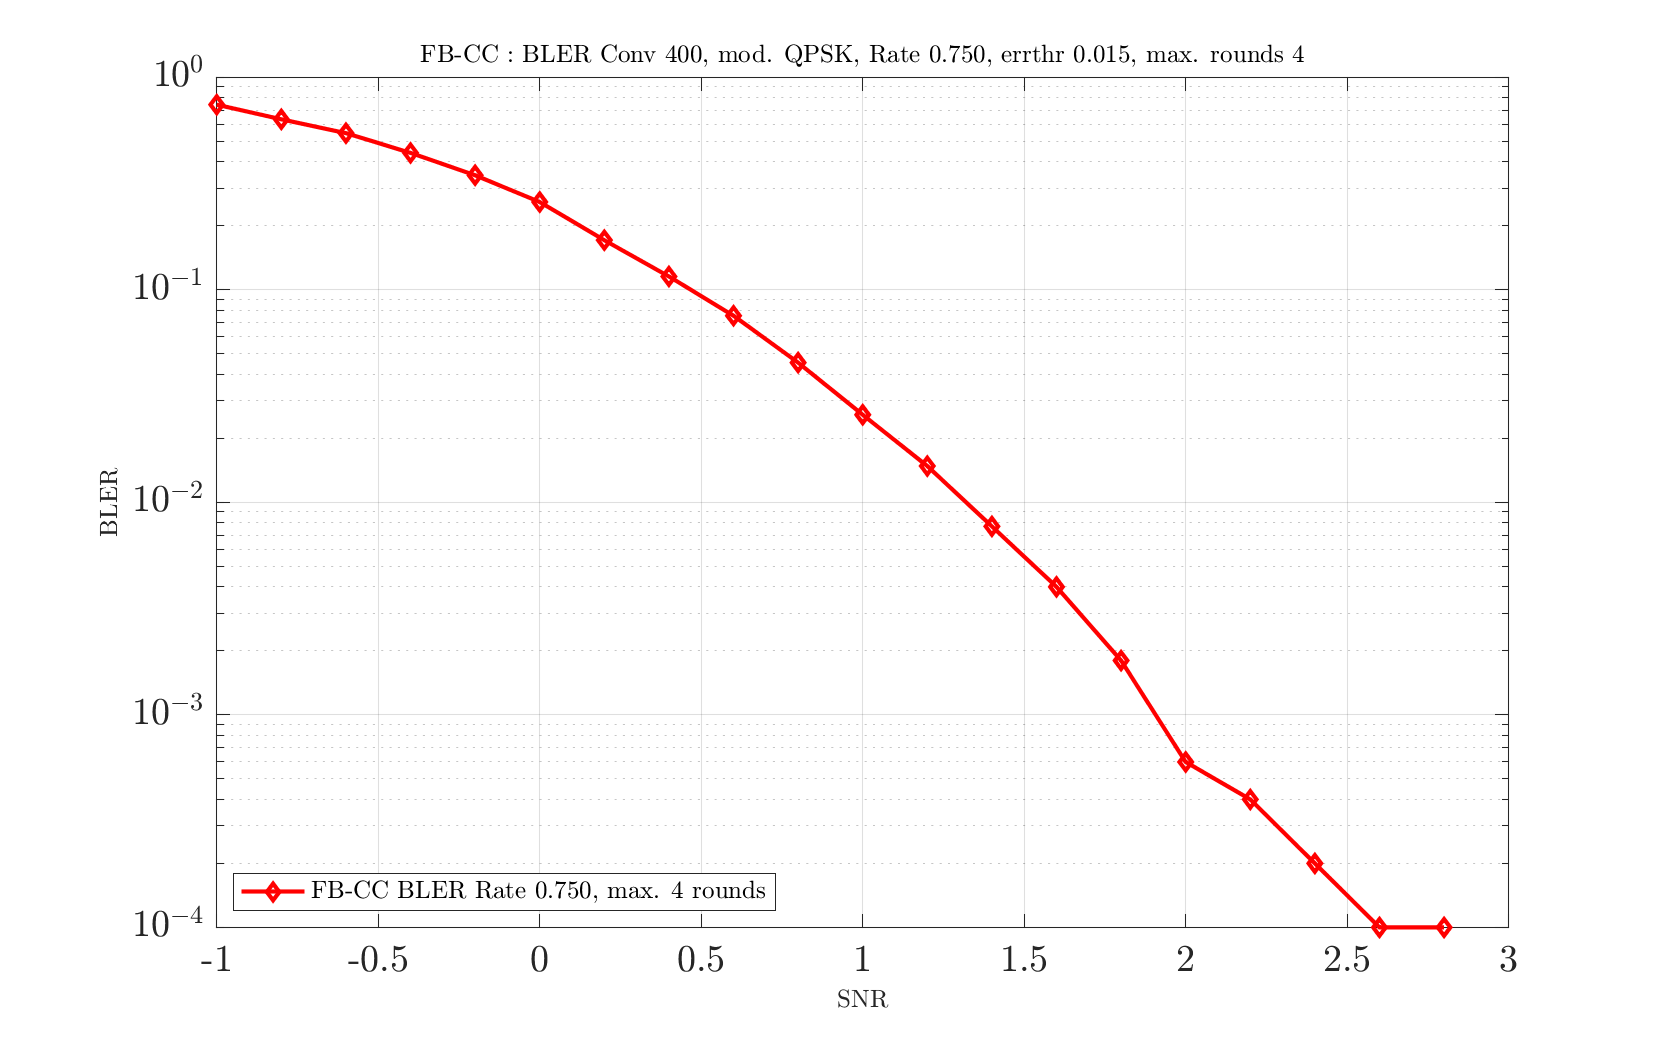 FB-CC : BLER Conv 400, mod. QPSK, Rate 0.750, errthr 0.015, max. rounds 4
10^0
10^−1
10^−2
10^−3
10^−4
BLER
FB-CC BLER Rate 0.750, max. 4 rounds
-1 -0.5 0 0.5 1 1.5 2 2.5 3
SNR